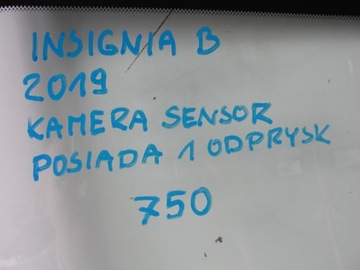 INSIGNIA B
2019
KAMERA SENSOR
POSIADA 1 ODPRYSK
750